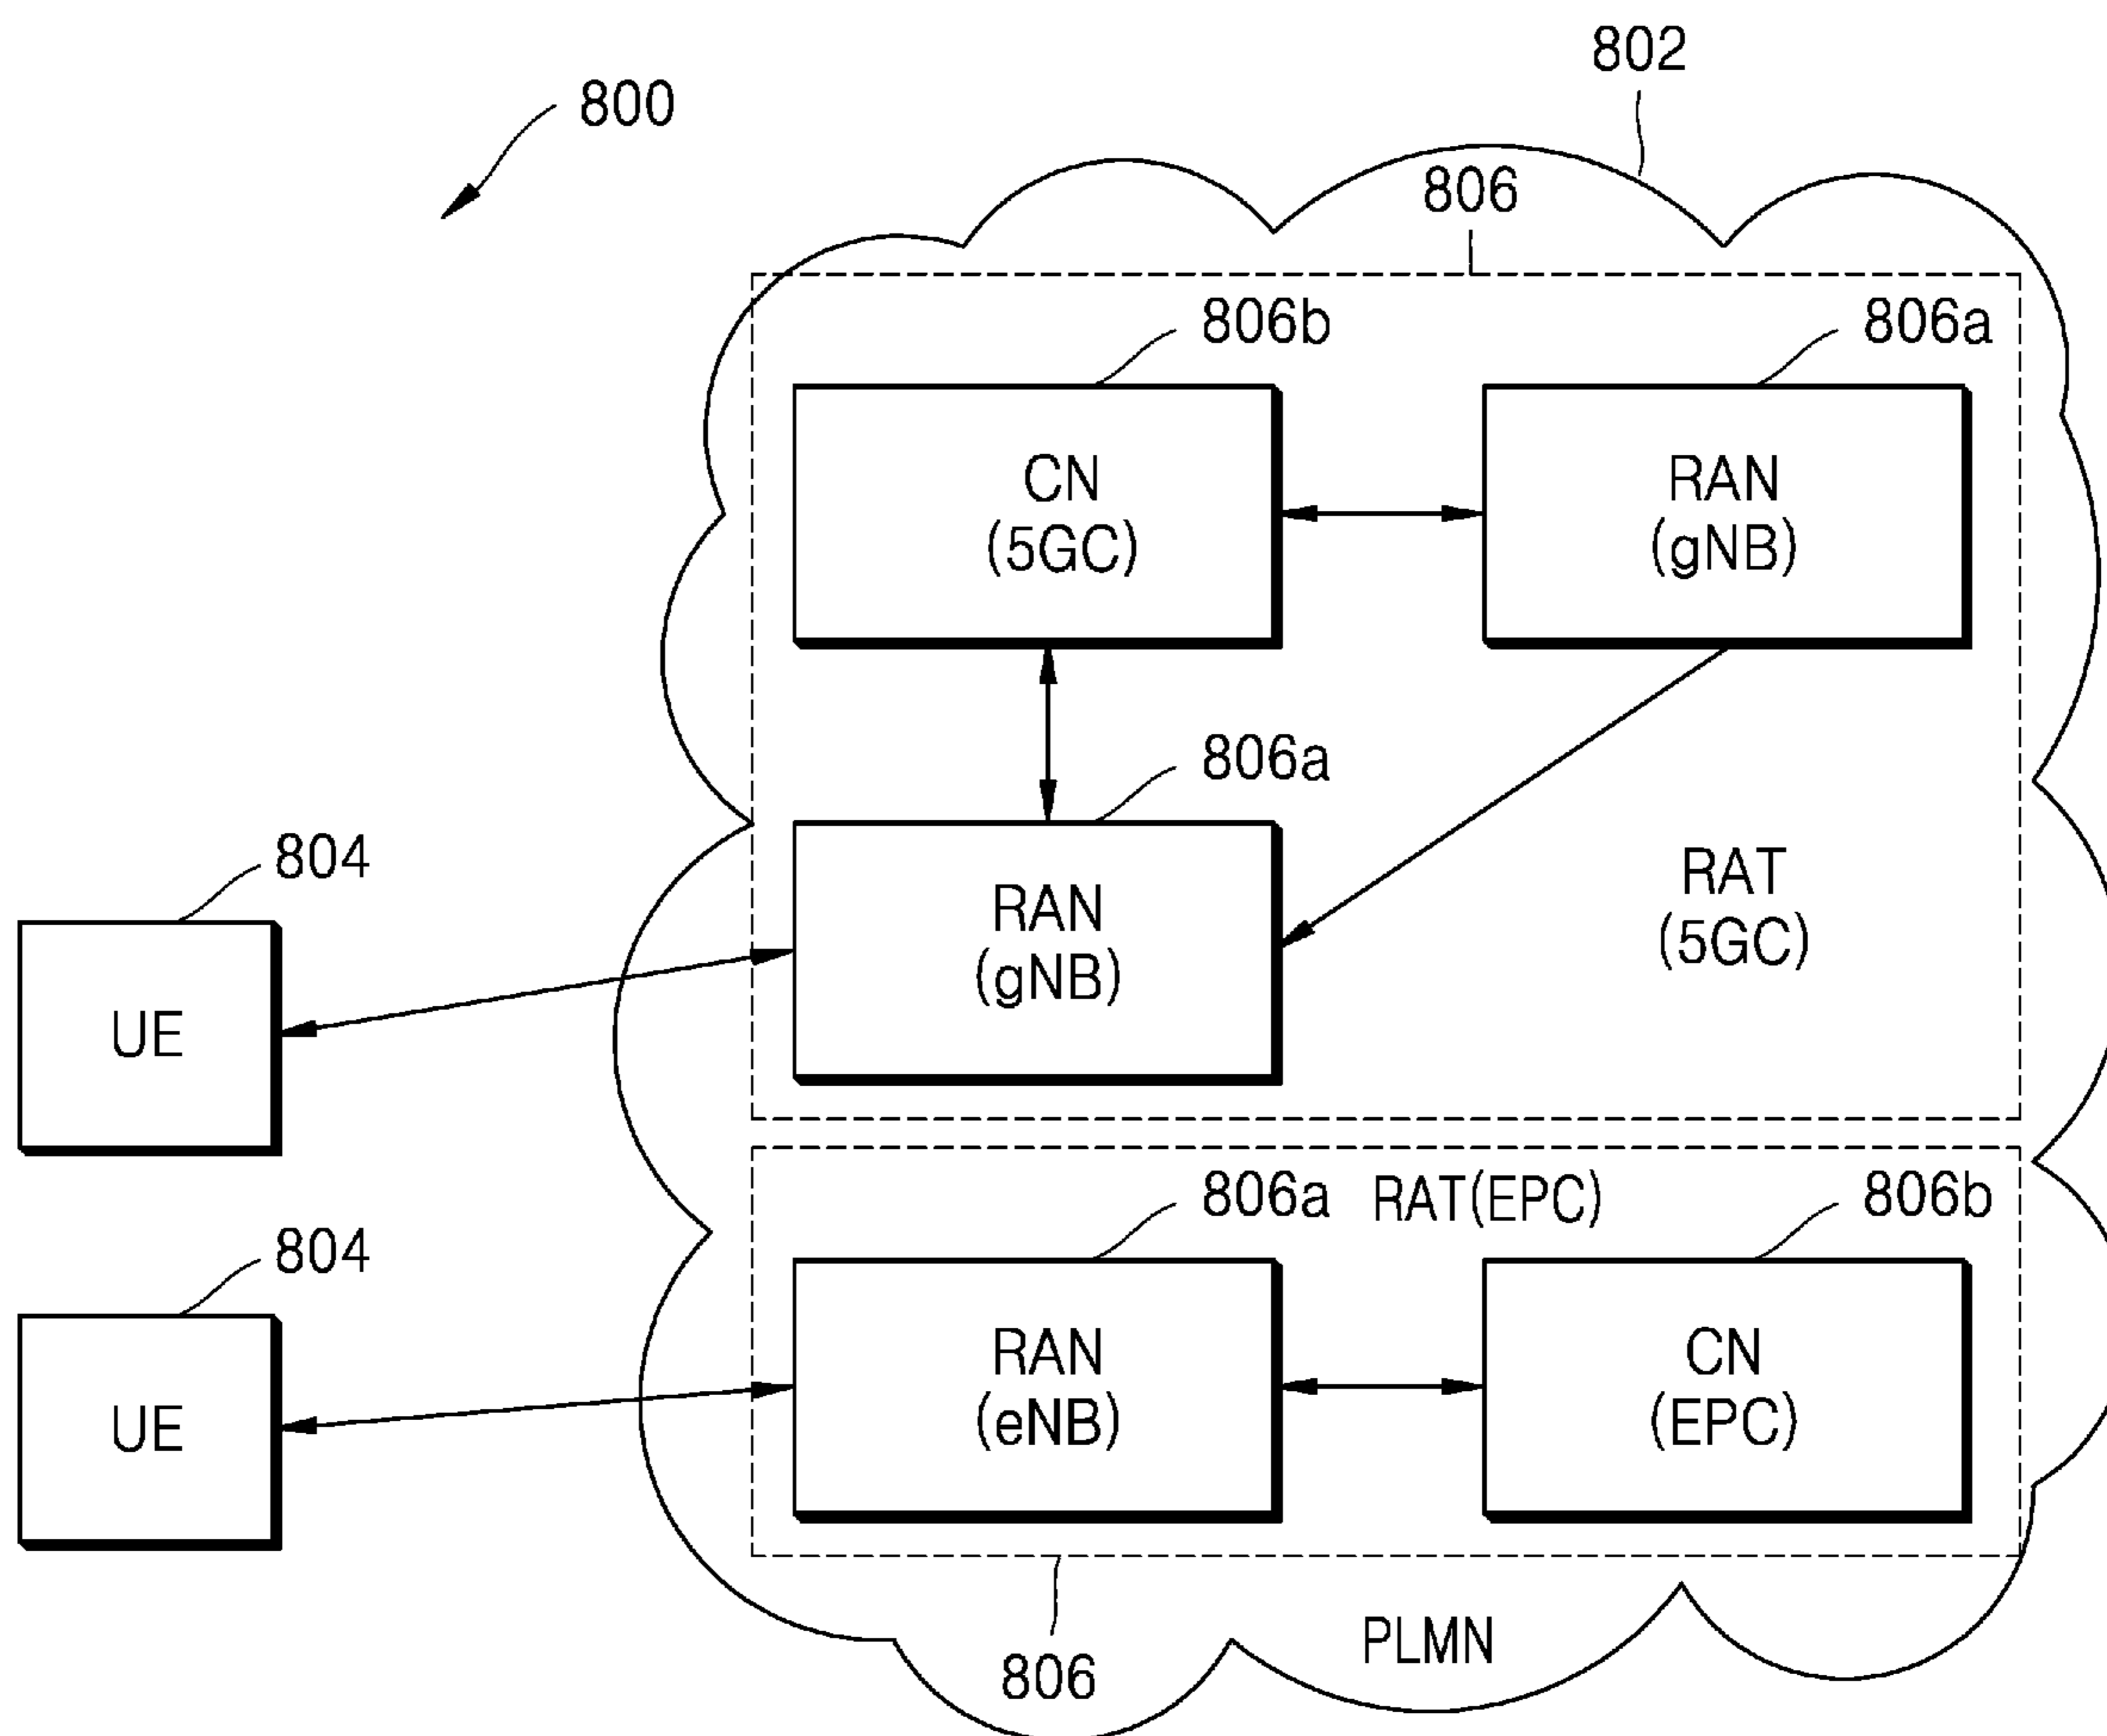 802
800
806
806b
806a
CN
(5GC)
RAN
(gNB)
806a
804
RAN
(gNB)
RAT
(5GC)
UE
806a
RAT(EPC)
806b
804
RAN
(eNB)
CN
(EPC)
UE
PLMN
806